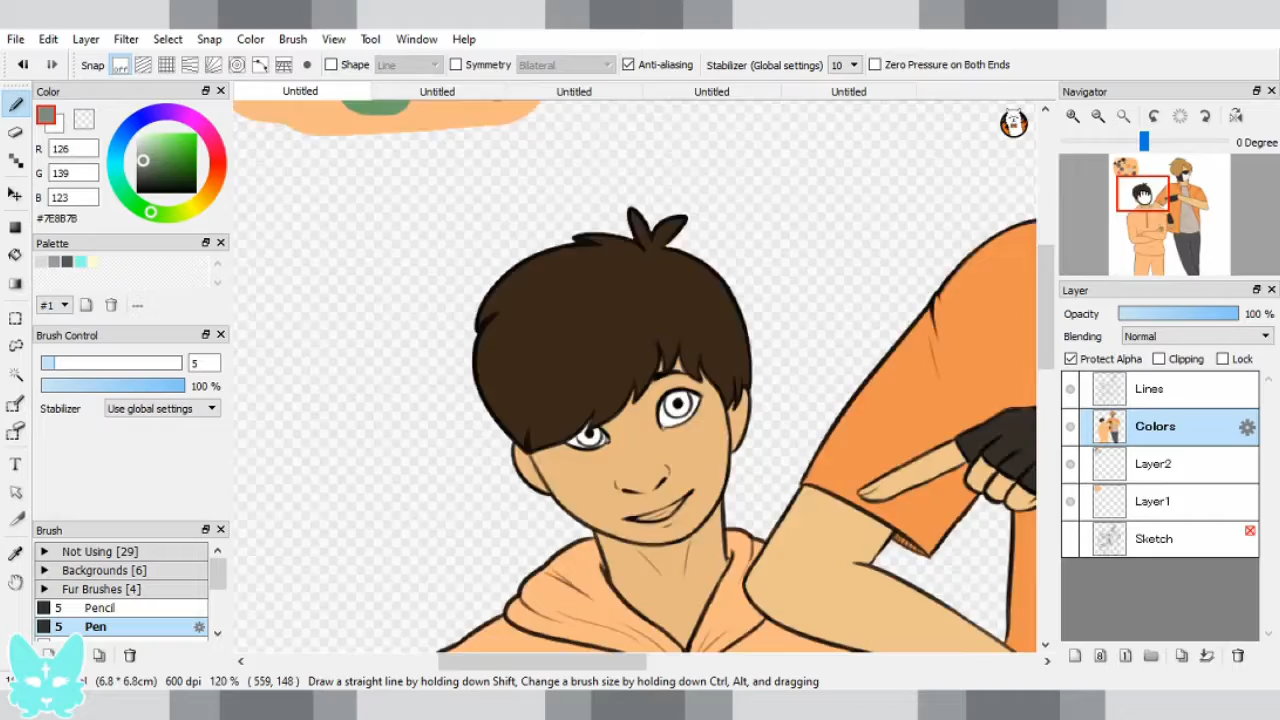 File Edit Layer Filter Select Snap Color Brush View Tool Window Help
Snap off Shape Line Symmetry Bilateral Anti-aliasing Stabilizer (Global settings) 10 Zero Pressure on Both Ends
Color
R 126
G 139
B 123
#7E8B7B
Palette
#1
Brush Control
5
100 %
Stabilizer Use global settings
Brush
Not Using [29]
Backgrounds [6]
Fur Brushes [4]
5 Pencil
5 Pen
Untitled Untitled Untitled Untitled Untitled
Navigator
0 Degree
Layer
Opacity 100 %
Blending Normal
Protect Alpha Clipping Lock
Lines
Colors
Layer2
Layer1
Sketch
(6.8 * 6.8cm) 600 dpi 120 % ( 559, 148 ) Draw a straight line by holding down Shift, Change a brush size by holding down Ctrl, Alt, and dragging